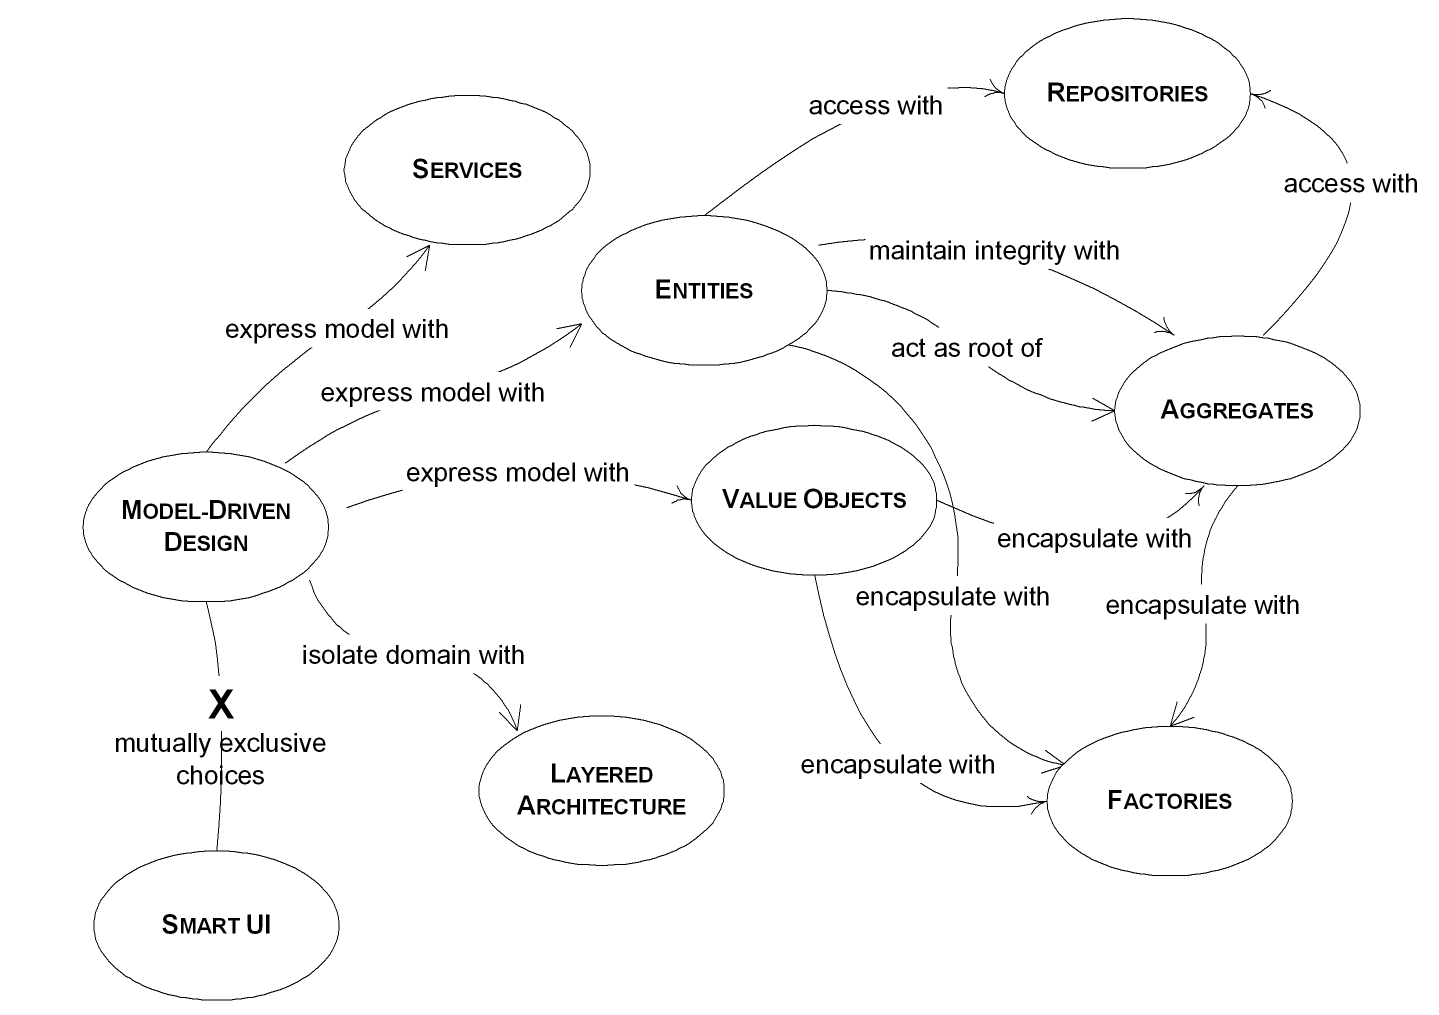 REPOSITORIES
access with
SERVICES
access with
maintain integrity with
ENTITIES
express model with
act as root of
express model with
AGGREGATES
express model with
VALUE OBJECTS
MODEL-DRIVEN
DESIGN
encapsulate with
encapsulate with
encapsulate with
isolate domain with
X
mutually exclusive
choices
encapsulate with
LAYERED
ARCHITECTURE
FACTORIES
SMART UI